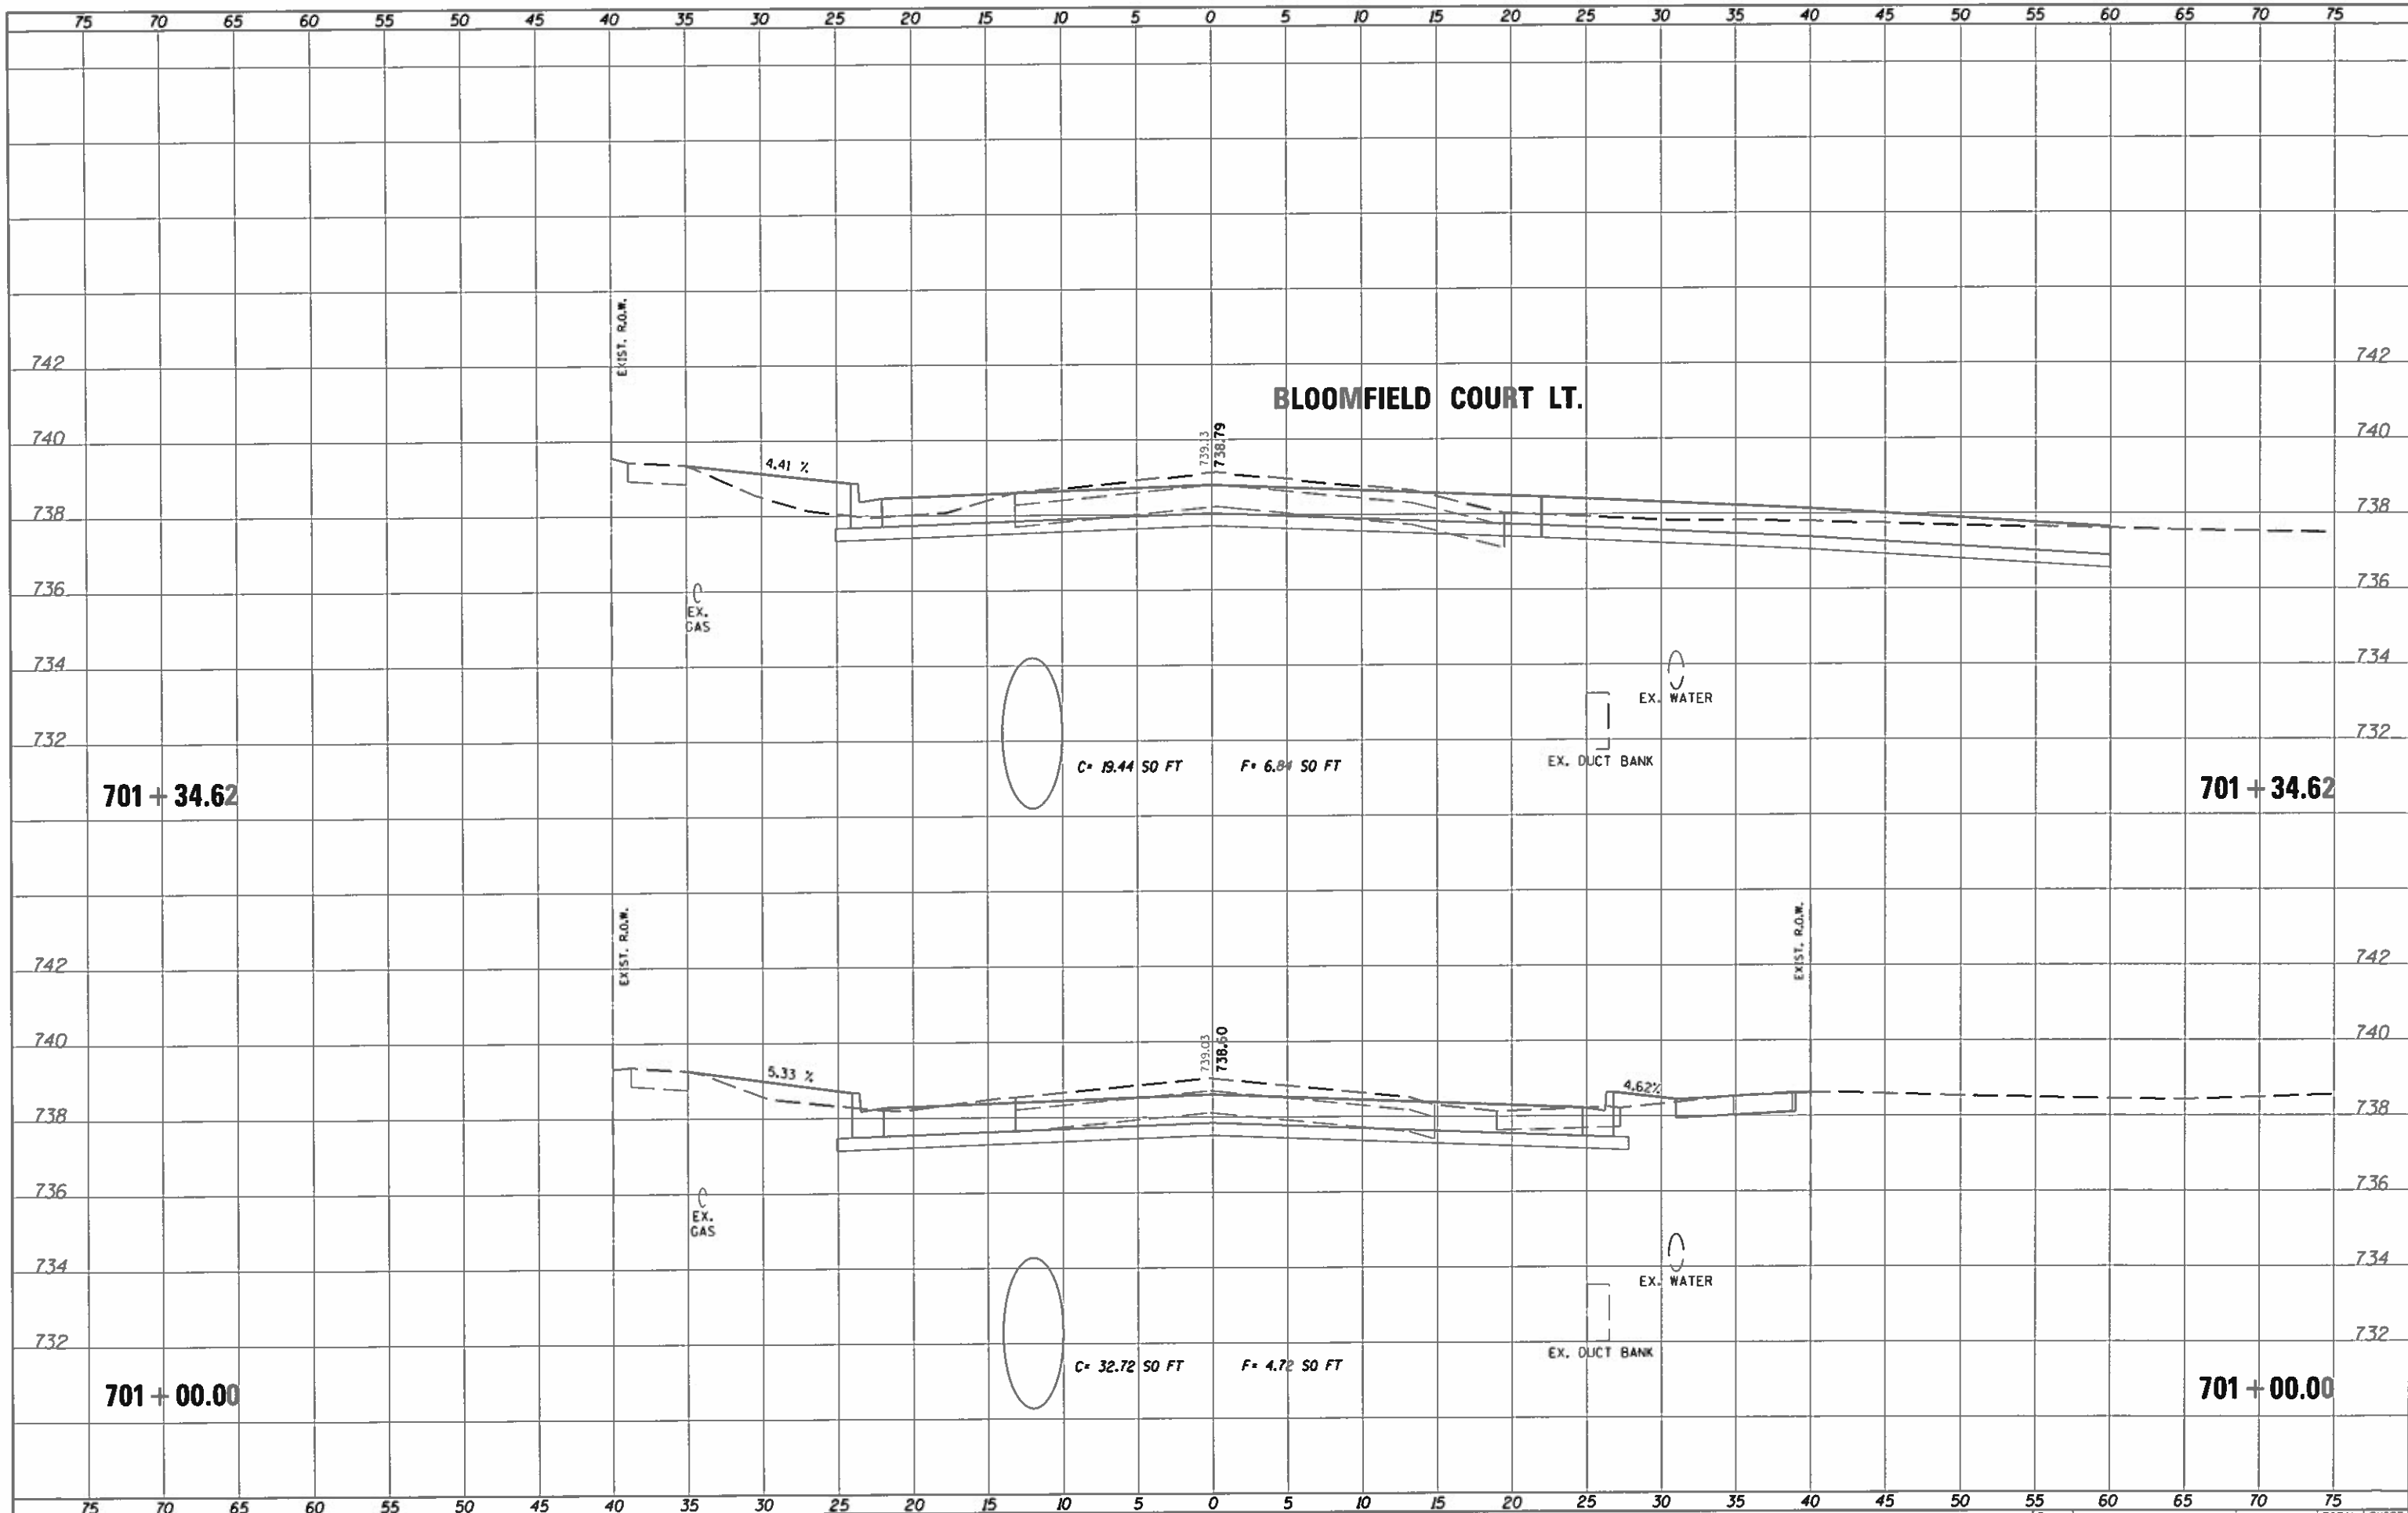 75 70 65 60 55 50 45 40 35 30 25 20 15 10 5 0 5 10 15 20 25 30 35 40 45 50 55 60 65 70 75
EXIST. R.O.W.
742 742
BLOOMFIELD COURT LT.
740 740
739.13
738.79
4.41 %
738 738
736 736
EX.
GAS
734 734
EX. WATER
732 732
EX. DUCT BANK
C= 19.44 SQ FT F= 6.84 SQ FT
701 + 34.62 701 + 34.62
EXIST. R.O.W. EXIST. R.O.W.
742 742
740 740
739.03
738.60
5.33 % 4.62%
738 738
736 736
EX.
GAS
734 734
EX. WATER
732 732
EX. DUCT BANK
C= 32.72 SQ FT F= 4.72 SQ FT
701 + 00.00 701 + 00.00
75 70 65 60 55 50 45 40 35 30 25 20 15 10 5 0 5 10 15 20 25 30 35 40 45 50 55 60 65 70 75